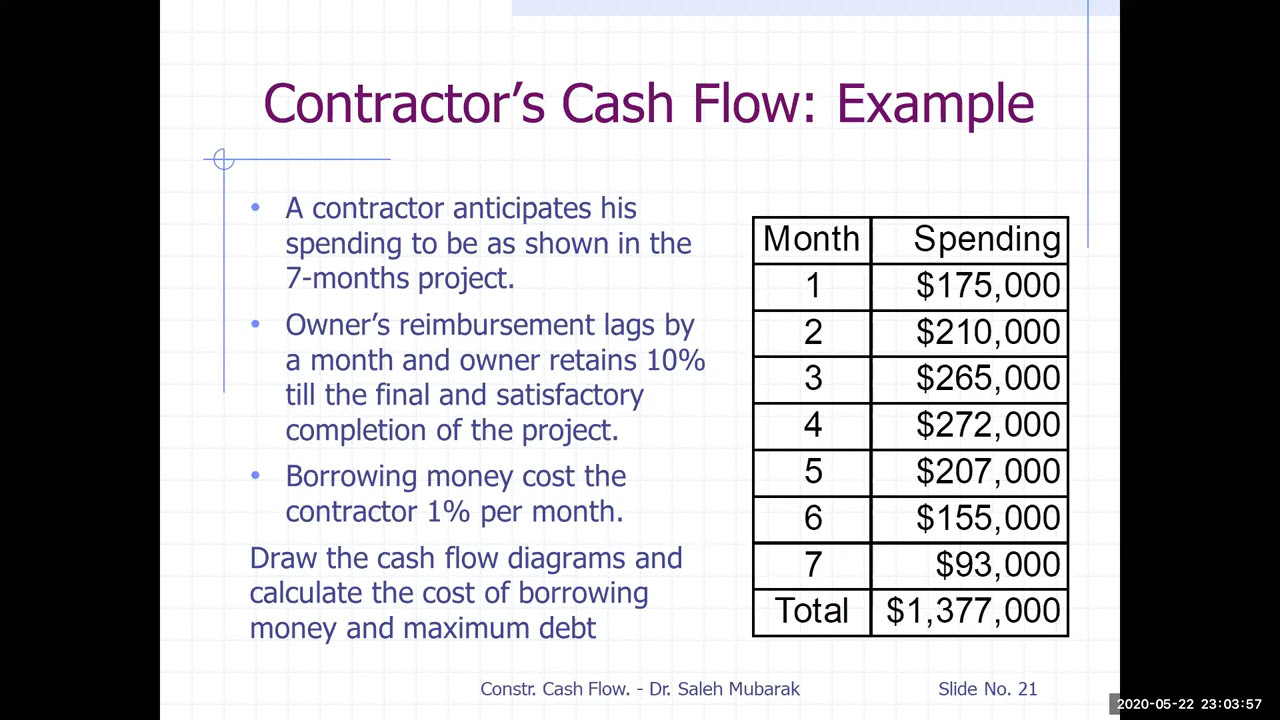 Contractor's Cash Flow: Example
• A contractor anticipates his
spending to be as shown in the
7-months project.
• Owner's reimbursement lags by
a month and owner retains 10%
till the final and satisfactory
completion of the project.
• Borrowing money cost the
contractor 1% per month.
Draw the cash flow diagrams and
calculate the cost of borrowing
money and maximum debt
Month Spending
1 $175,000
2 $210,000
3 $265,000
4 $272,000
5 $207,000
6 $155,000
7 $93,000
Total $1,377,000
Constr. Cash Flow. - Dr. Saleh Mubarak Slide No. 21
2020-05-22 23:03:57